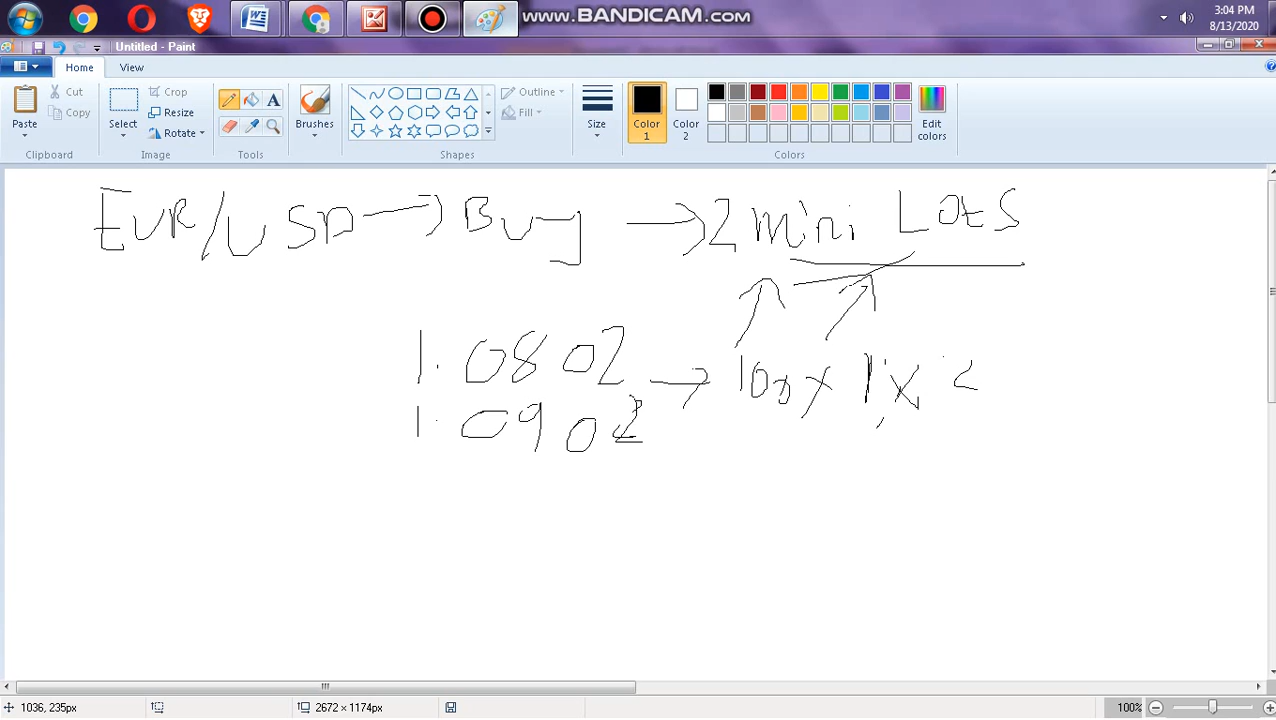 www.BANDICAM.com
3:04 PM
8/13/2020
Untitled - Paint
Home
View
Paste
Cut
Copy
Clipboard
Select
Crop
Resize
Rotate
Image
Tools
Brushes
Shapes
Outline
Fill
Size
Color 1
Color 2
Edit colors
Colors
EUR/USD → Buy → 2 mini Lots
1.0802 → 100 x 1 x 2
1.0902
1036, 235px
2672 × 1174px
100%